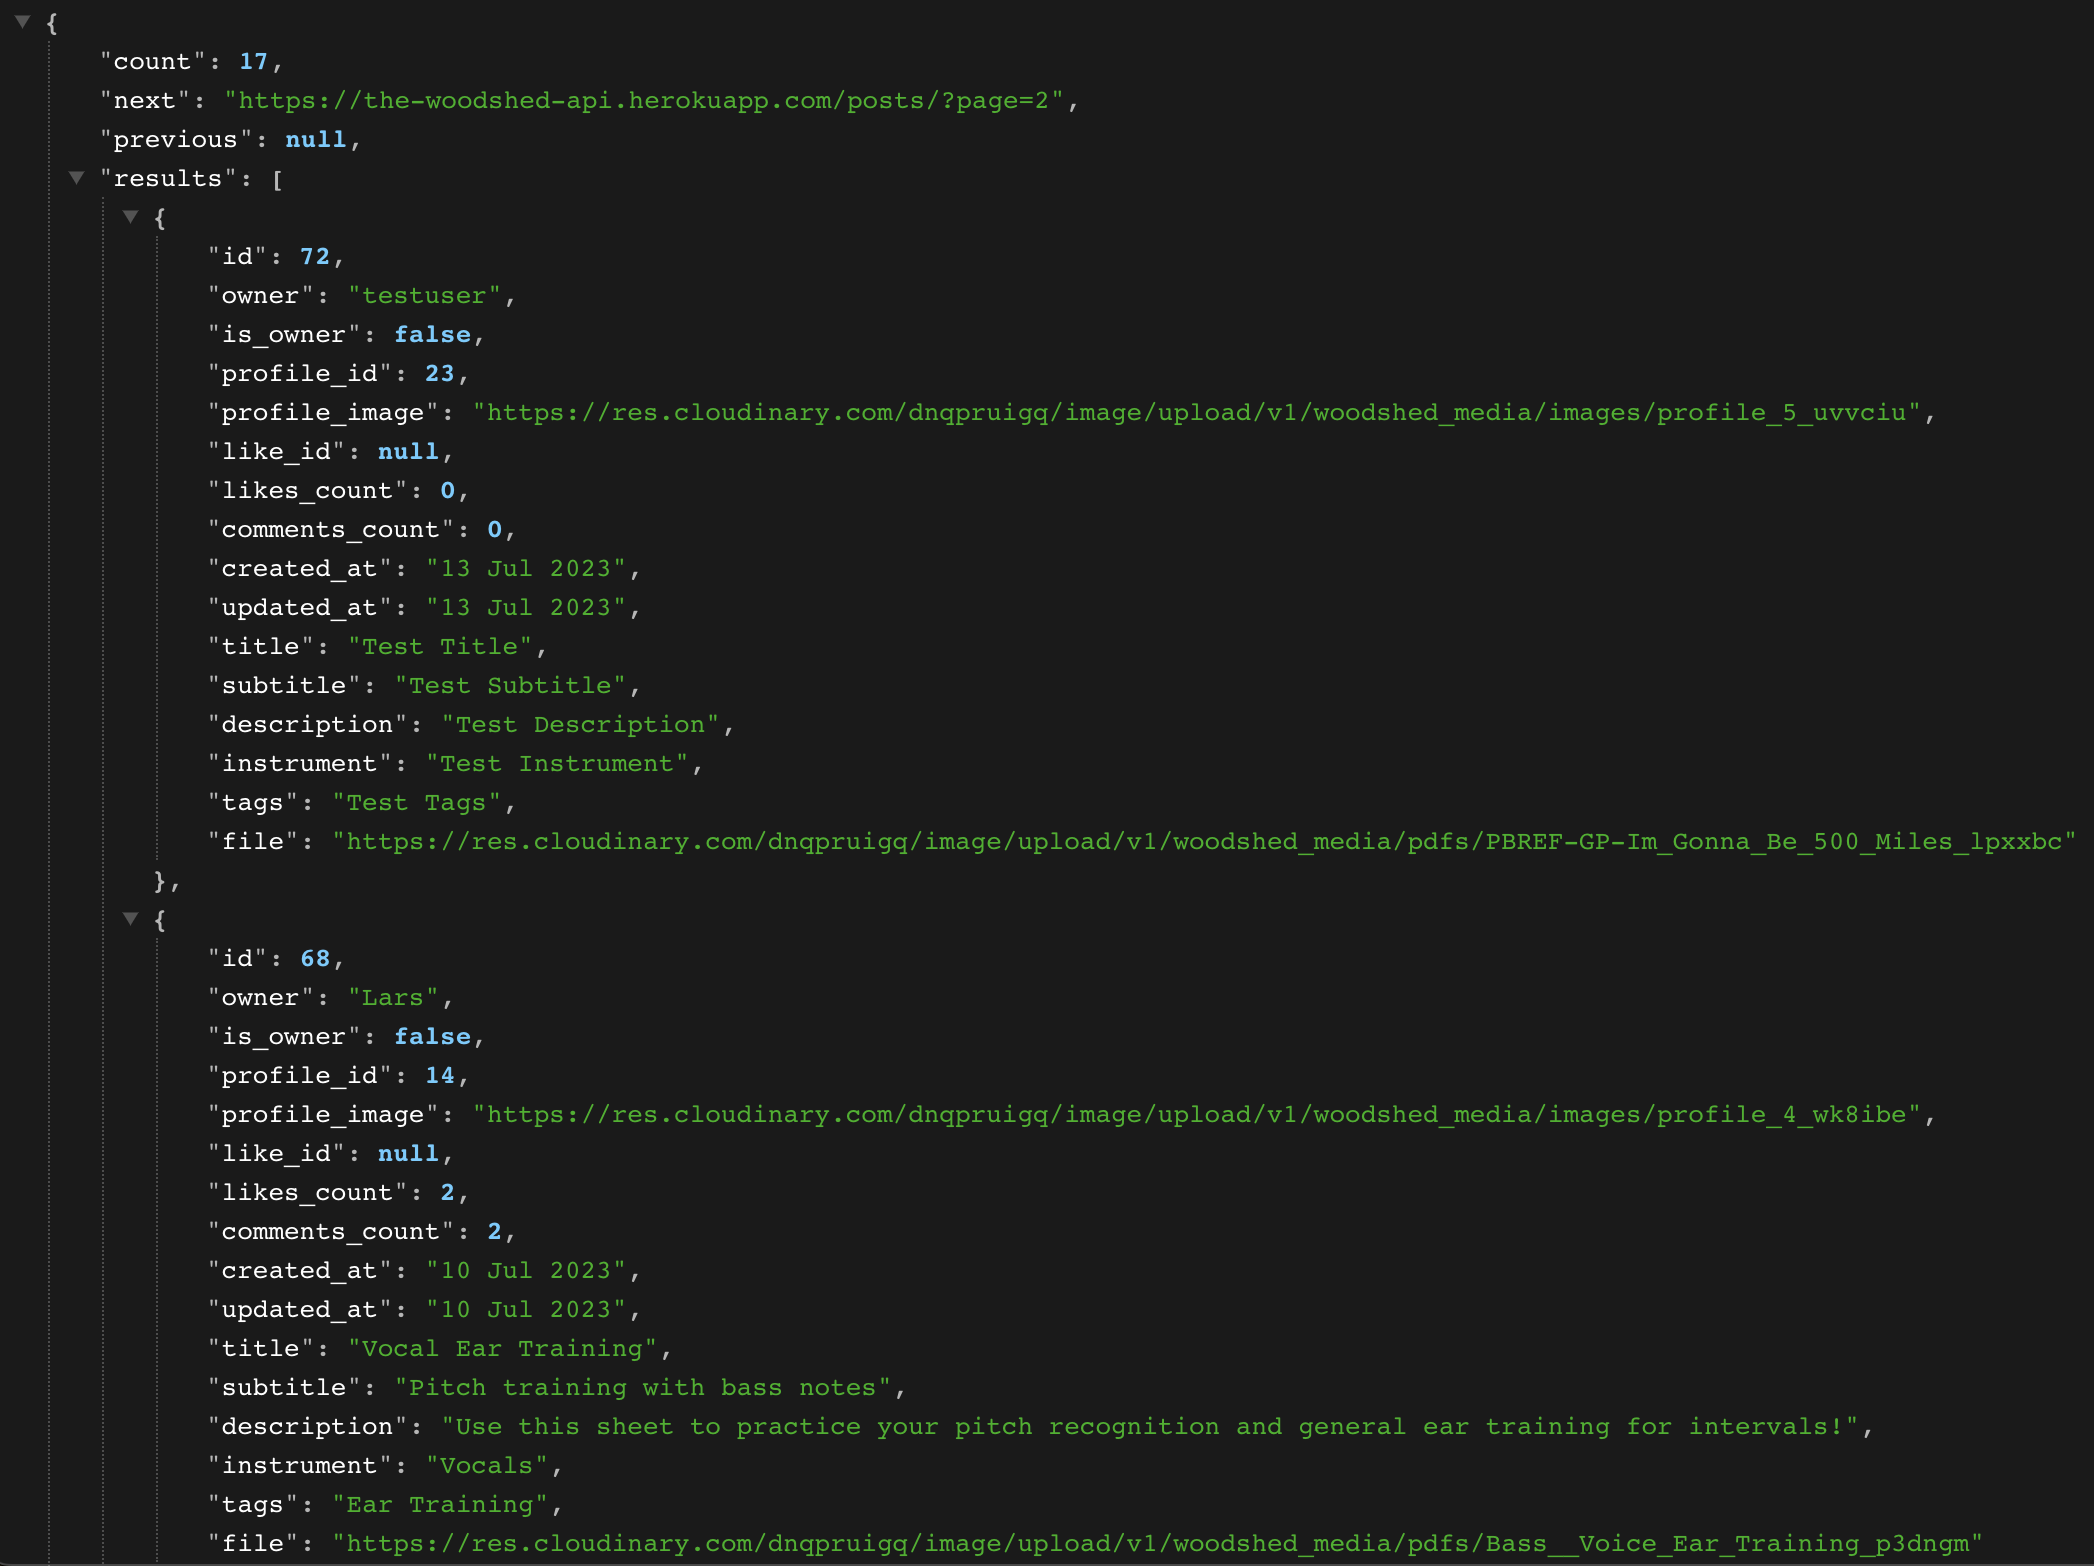 {
"count": 17,
"next": "https://the-woodshed-api.herokuapp.com/posts/?page=2",
"previous": null,
"results": [
{
"id": 72,
"owner": "testuser",
"is_owner": false,
"profile_id": 23,
"profile_image": "https://res.cloudinary.com/dnqpruigq/image/upload/v1/woodshed_media/images/profile_5_uvvciu",
"like_id": null,
"likes_count": 0,
"comments_count": 0,
"created_at": "13 Jul 2023",
"updated_at": "13 Jul 2023",
"title": "Test Title",
"subtitle": "Test Subtitle",
"description": "Test Description",
"instrument": "Test Instrument",
"tags": "Test Tags",
"file": "https://res.cloudinary.com/dnqpruigq/image/upload/v1/woodshed_media/pdfs/PBREF-GP-Im_Gonna_Be_500_Miles_lpxxbc"
},
{
"id": 68,
"owner": "Lars",
"is_owner": false,
"profile_id": 14,
"profile_image": "https://res.cloudinary.com/dnqpruigq/image/upload/v1/woodshed_media/images/profile_4_wk8ibe",
"like_id": null,
"likes_count": 2,
"comments_count": 2,
"created_at": "10 Jul 2023",
"updated_at": "10 Jul 2023",
"title": "Vocal Ear Training",
"subtitle": "Pitch training with bass notes",
"description": "Use this sheet to practice your pitch recognition and general ear training for intervals!",
"instrument": "Vocals",
"tags": "Ear Training",
"file": "https://res.cloudinary.com/dnqpruigq/image/upload/v1/woodshed_media/pdfs/Bass__Voice_Ear_Training_p3dngm"